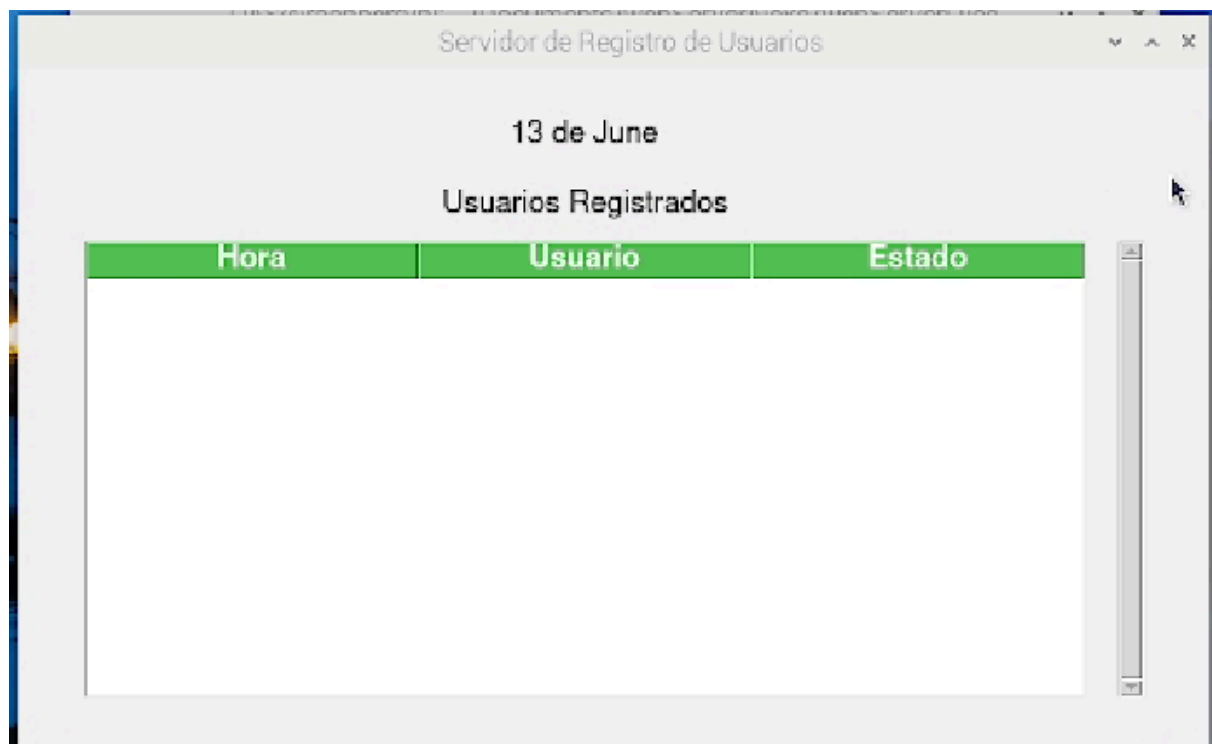 Servidor de Registro de Usuarios
13 de June
Usuarios Registrados
Hora Usuario Estado